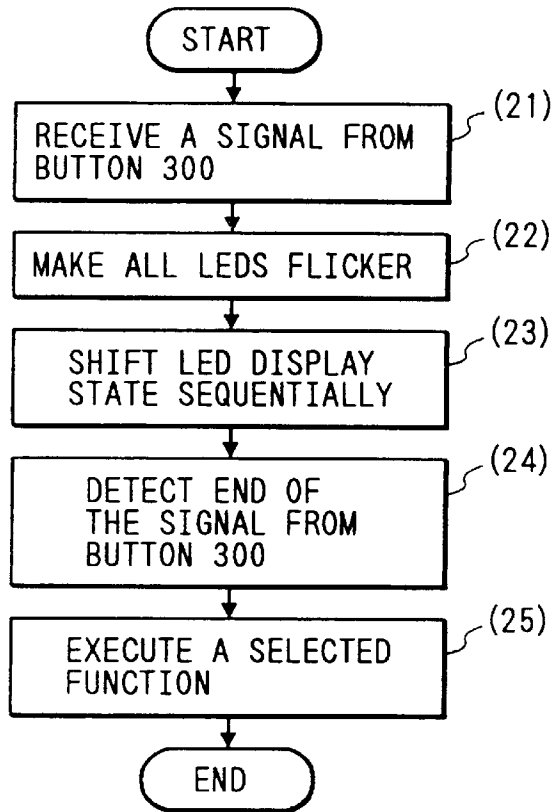 START
(21)
RECEIVE A SIGNAL FROM
BUTTON 300
(22)
MAKE ALL LEDS FLICKER
(23)
SHIFT LED DISPLAY
STATE SEQUENTIALLY
(24)
DETECT END OF
THE SIGNAL FROM
BUTTON 300
(25)
EXECUTE A SELECTED
FUNCTION
END